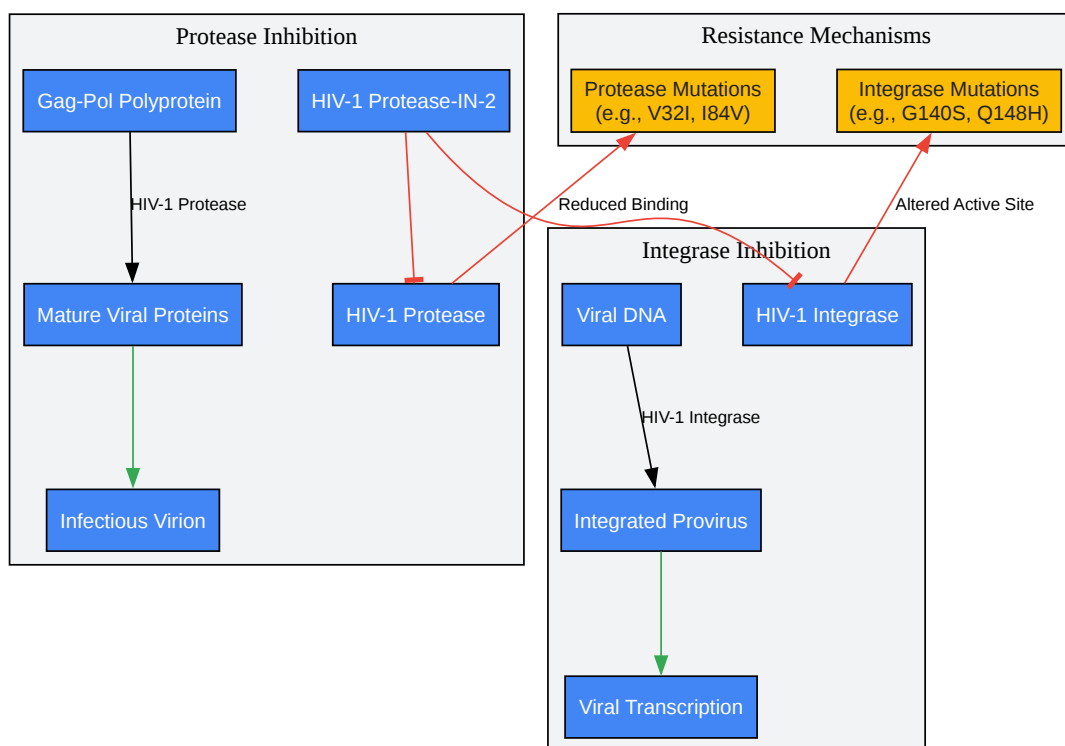 Protease Inhibition
Gag-Pol Polyprotein
HIV-1 Protease-IN-2
HIV-1 Protease
Mature Viral Proteins
HIV-1 Protease
Infectious Virion
Resistance Mechanisms
Protease Mutations
(e.g., V32I, I84V)
Integrase Mutations
(e.g., G140S, Q148H)
Reduced Binding
Altered Active Site
Integrase Inhibition
Viral DNA
HIV-1 Integrase
HIV-1 Integrase
Integrated Provirus
Viral Transcription